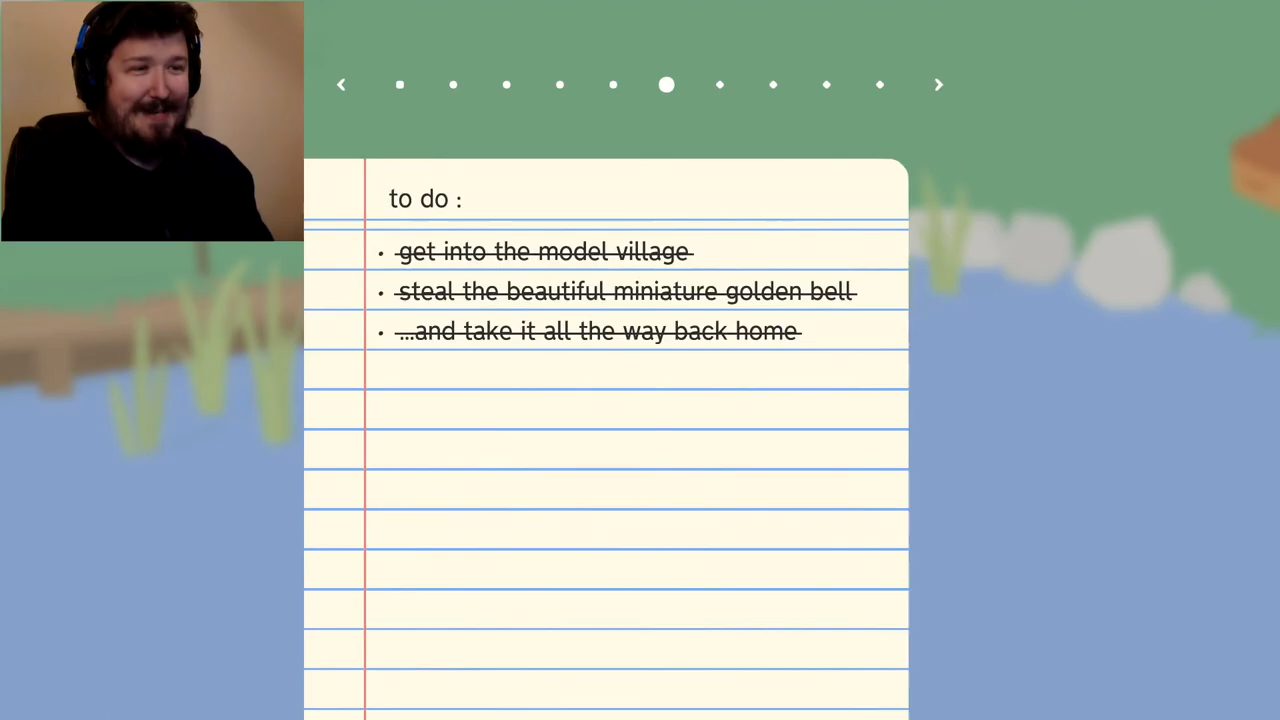 to do :
• get into the model village
• steal the beautiful miniature golden bell
• ...and take it all the way back home